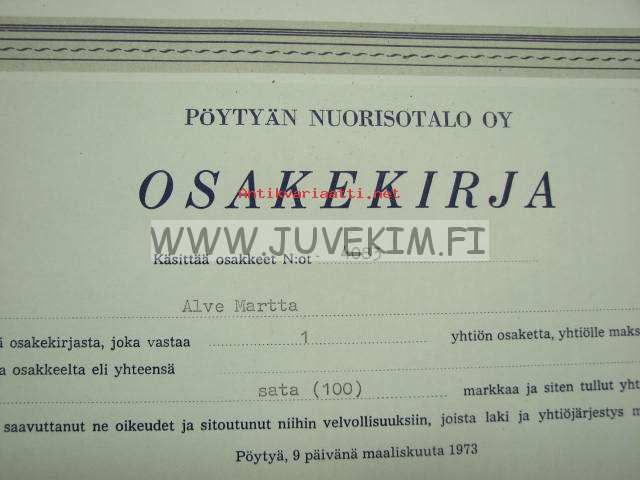 PÖYTYÄN NUORISOTALO OY
OSAKEKIRJA
Antikvariaatti.net
WWW.JUVEKIM.FI
Käsittää osakkeet N:ot
Alve Martta
osakekirjasta, joka vastaa 1 yhtiön osaketta, yhtiölle maks
osakkeelta eli yhteensä
sata (100) markkaa ja siten tullut yht
saavuttanut ne oikeudet ja sitoutunut niihin velvollisuuksiin, joista laki ja yhtiöjärjestys m
Pöytyä, 9 päivänä maaliskuuta 1973